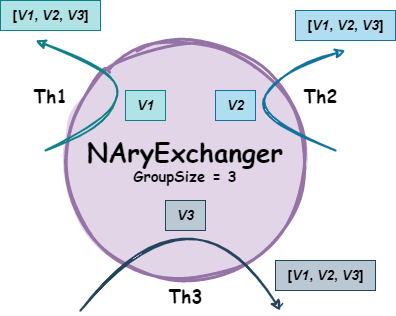 [V1, V2, V3]
[V1, V2, V3]
Th1
V1
V2
Th2
NAryExchanger
GroupSize = 3
V3
[V1, V2, V3]
Th3